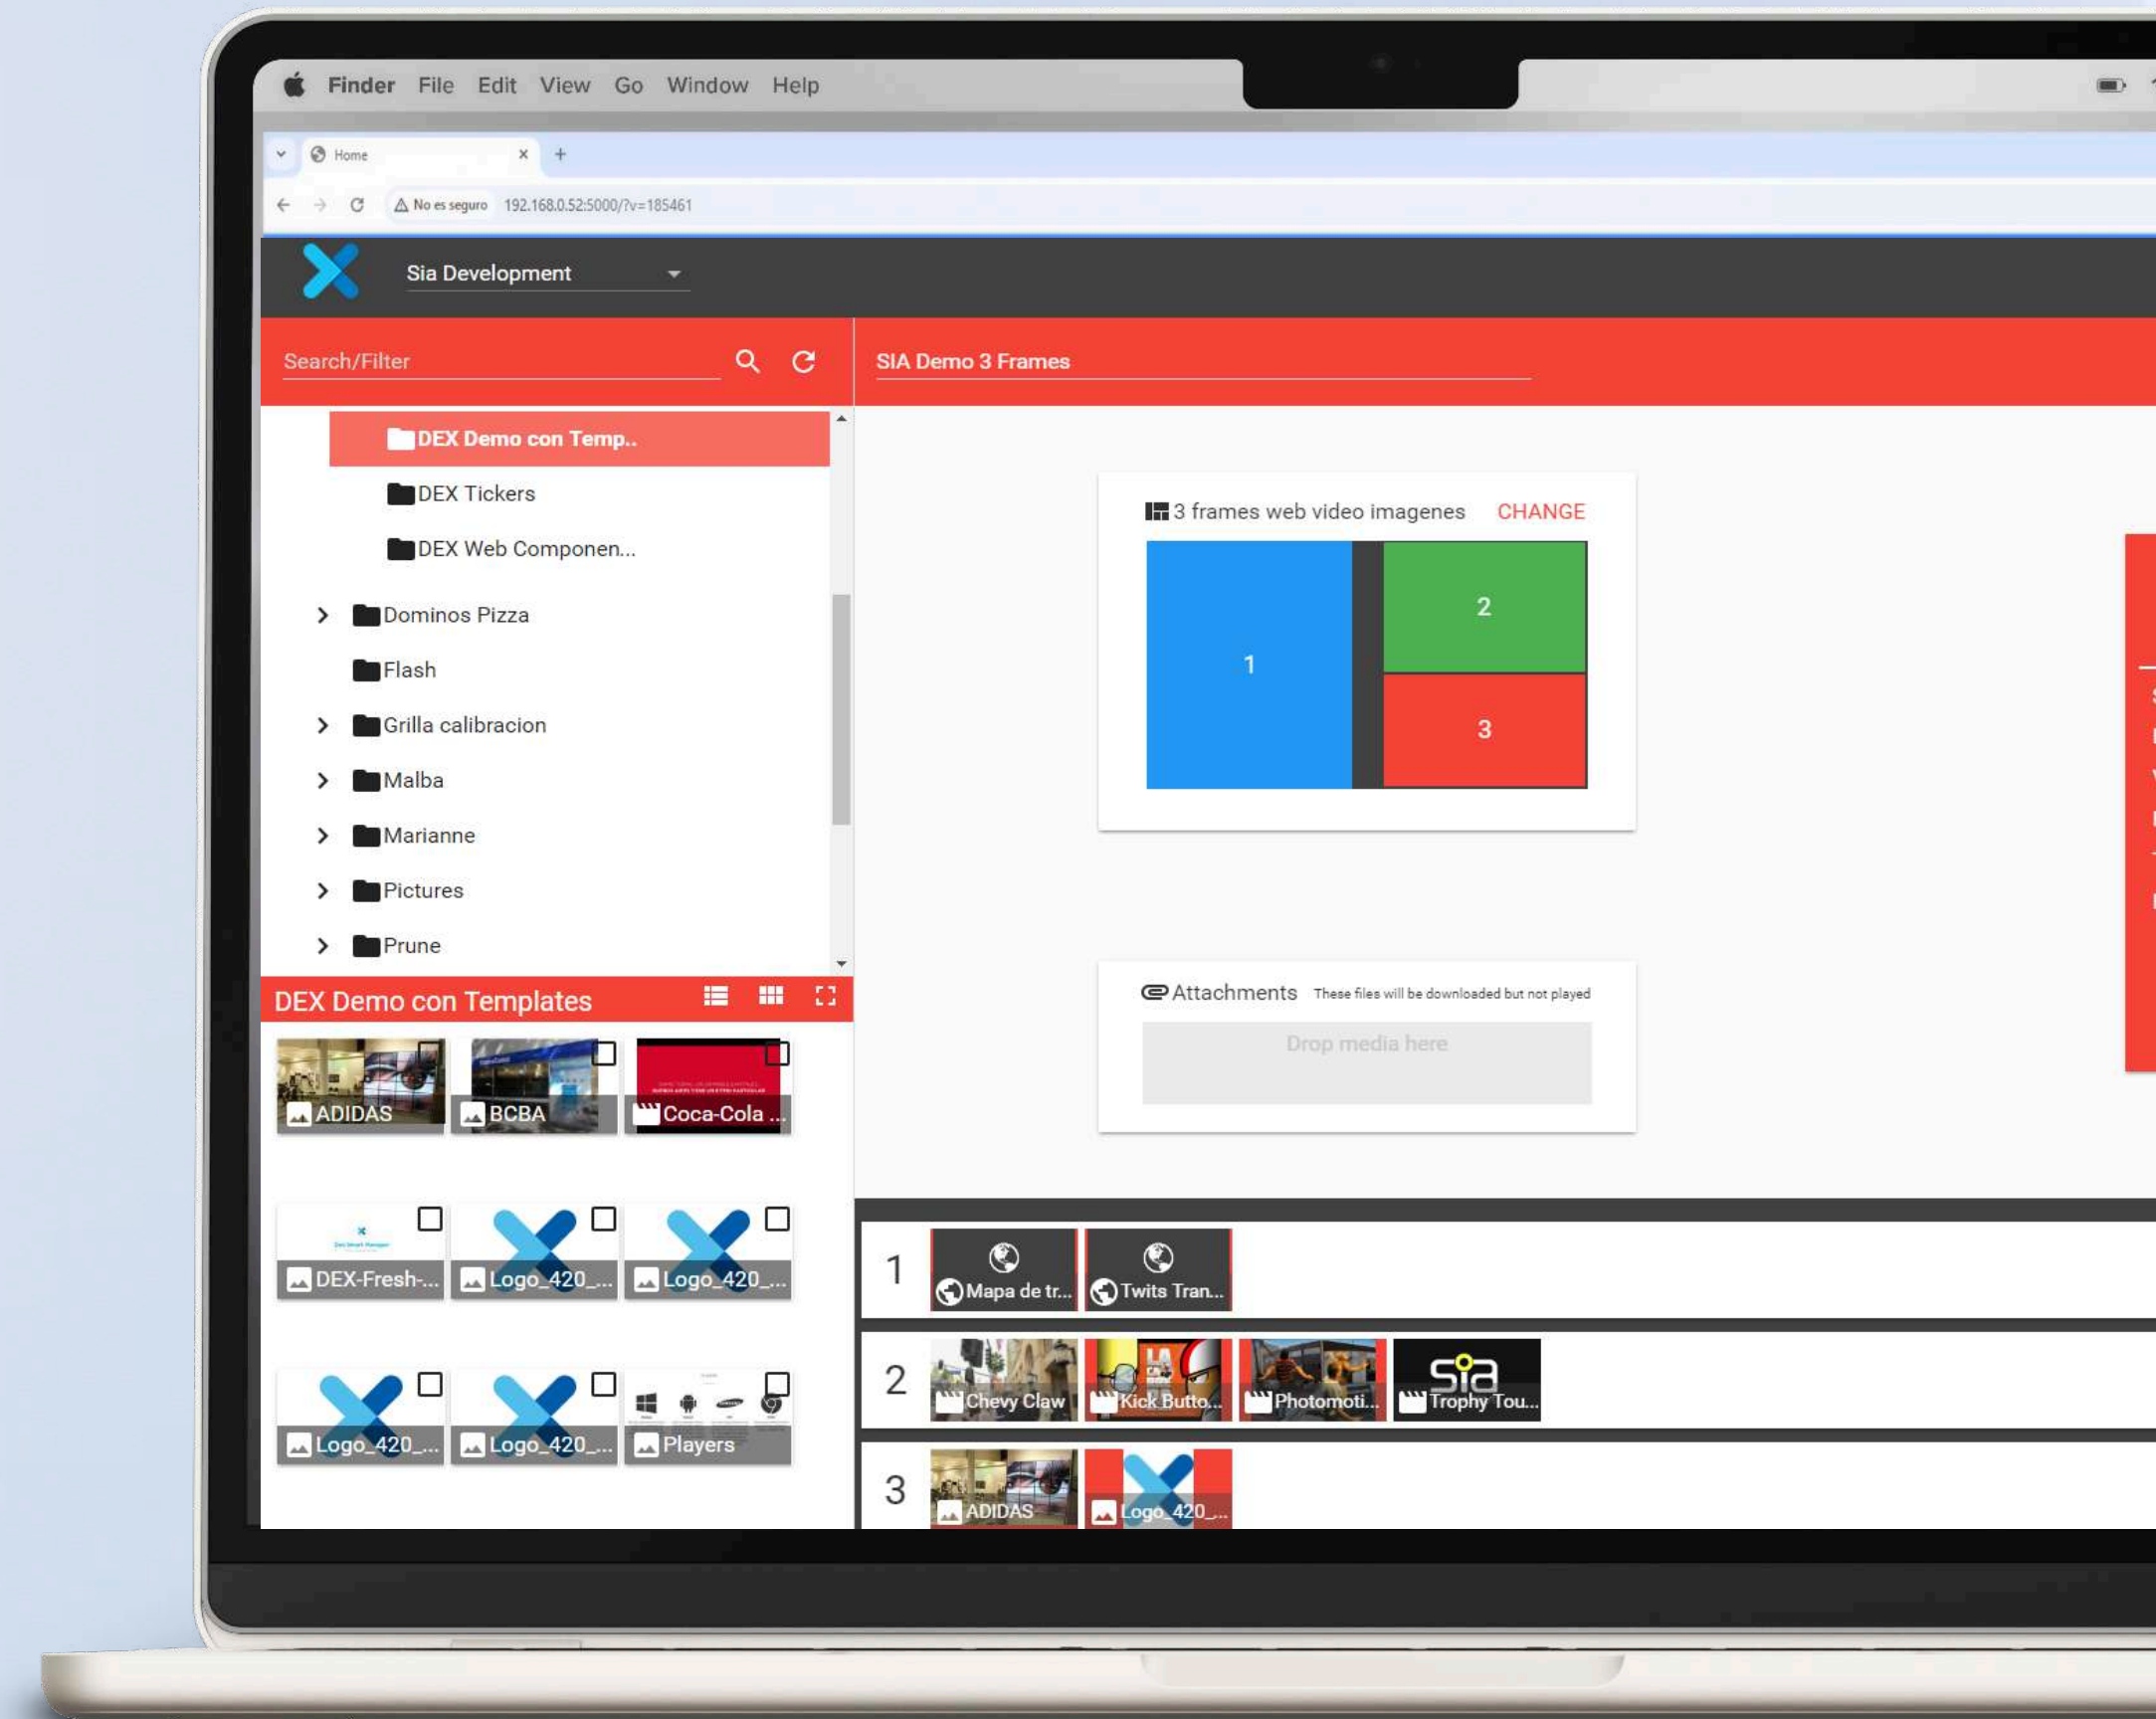 Finder File Edit View Go Window Help
Home
No es seguro 192.168.0.52:5000/?v=185461
Sia Development
Search/Filter
SIA Demo 3 Frames
DEX Demo con Temp..
DEX Tickers
DEX Web Componen...
Dominos Pizza
Flash
Grilla calibracion
Malba
Marianne
Pictures
Prune
3 frames web video imagenes CHANGE
1
2
3
Attachments These files will be downloaded but not played
Drop media here
DEX Demo con Templates
ADIDAS
BCBA
Coca-Cola ...
DEX-Fresh-...
Logo_420_...
Logo_420_...
Logo_420_...
Logo_420_...
Players
1
Mapa de tr...
Twits Tran...
2
Chevy Claw
Kick Butto...
Photomoti...
sia
Trophy Tou...
3
ADIDAS
Logo_420_...